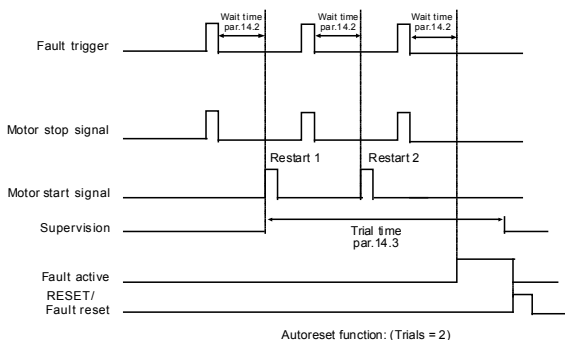 Wait time
par.14.2
Wait time
par.14.2
Wait time
par.14.2
Fault trigger
Motor stop signal
Restart 1
Restart 2
Motor start signal
Supervision
Trial time
par.14.3
Fault active
RESET/
Fault reset
Autoreset function: (Trials = 2)